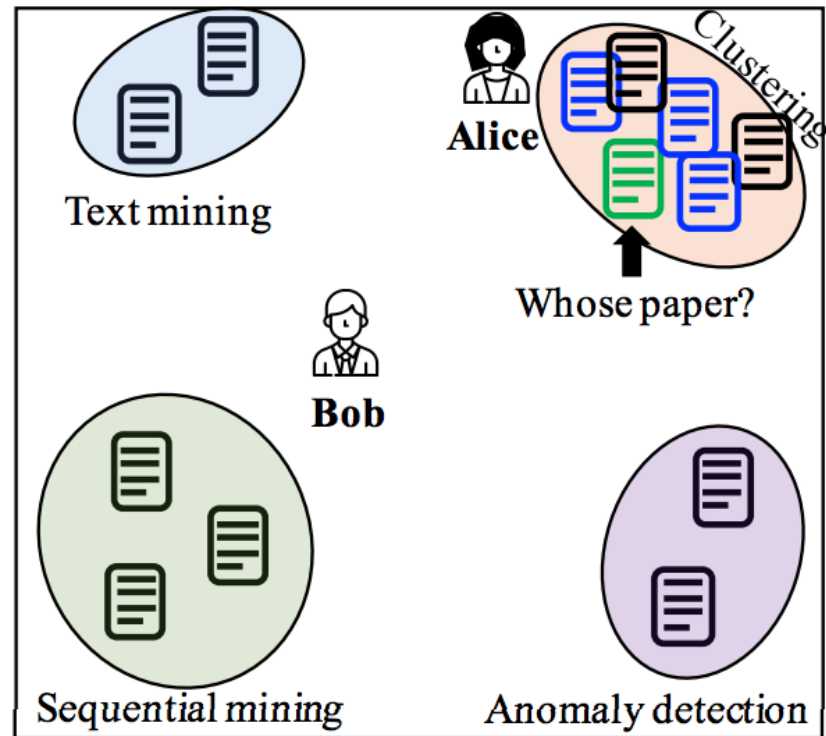 Clustering
Alice
Text mining
Whose paper?
Bob
Sequential mining
Anomaly detection